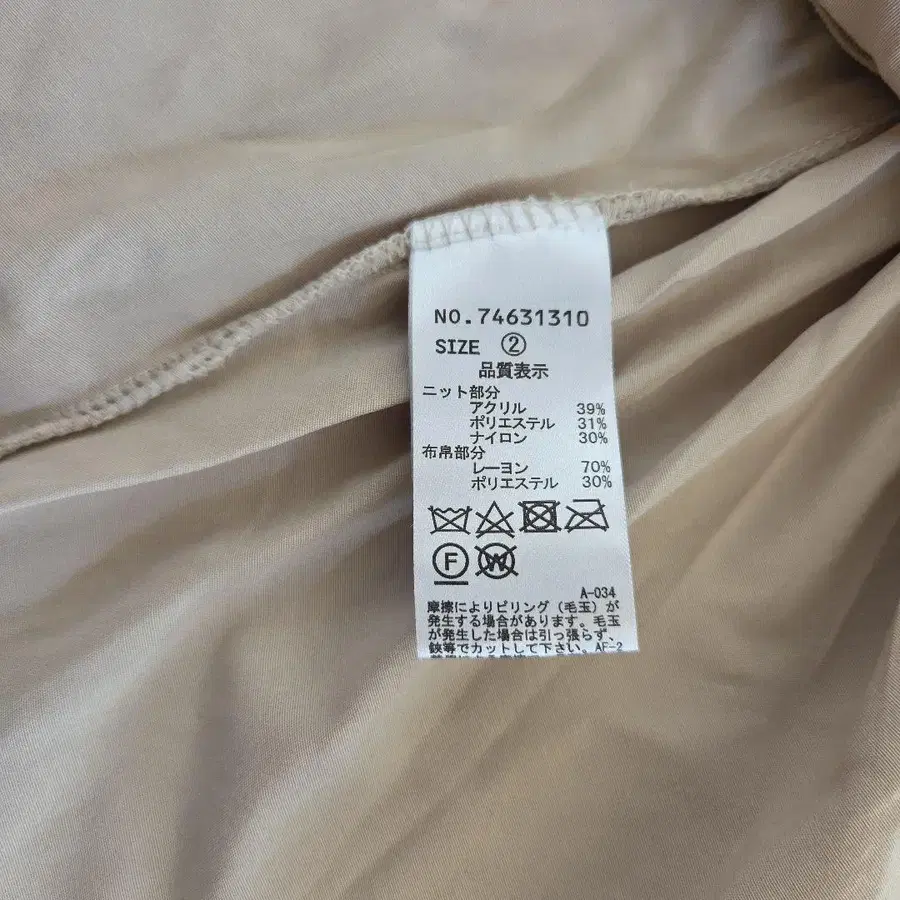 NO.74631310
SIZE ②
品質表示
ニット部分
アクリル 39%
ポリエステル 31%
ナイロン 30%
布帛部分
レーヨン 70%
ポリエステル 30%
F W
A-034
摩擦によりピリング（毛玉）が
発生する場合があります。毛玉
が発生した場合は引っ張らず、
鋏等でカットして下さい。AF-2